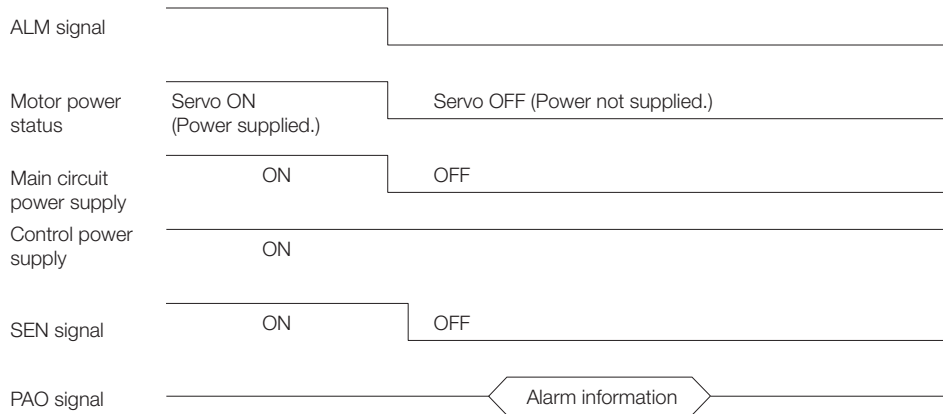 ALM signal
Motor power
status
Servo ON
(Power supplied.)
Servo OFF (Power not supplied.)
Main circuit
power supply
ON
OFF
Control power
supply
ON
SEN signal
ON
OFF
PAO signal
Alarm information